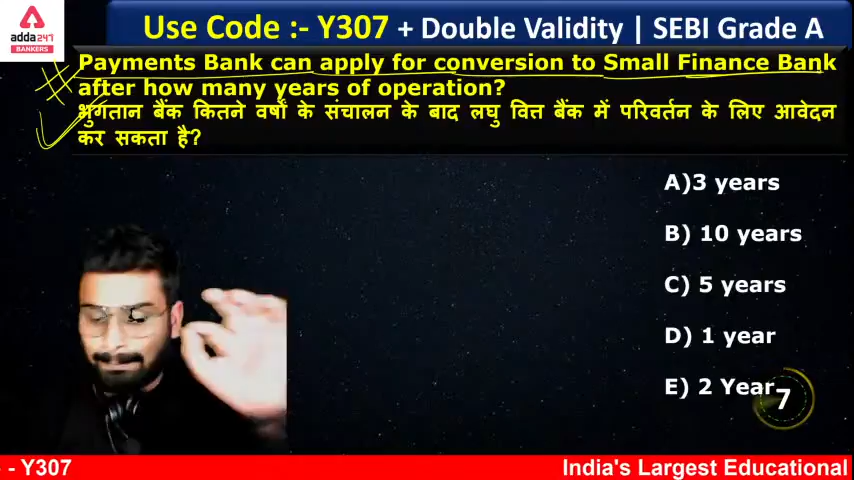 adda247
BANKERS
Use Code :- Y307 + Double Validity | SEBI Grade A
Payments Bank can apply for conversion to Small Finance Bank
after how many years of operation?
भुगतान बैंक कितने वर्षों के संचालन के बाद लघु वित्त बैंक में परिवर्तन के लिए आवेदन
कर सकता है?
A)3 years
B) 10 years
C) 5 years
D) 1 year
E) 2 Year
7
- Y307
India's Largest Educational